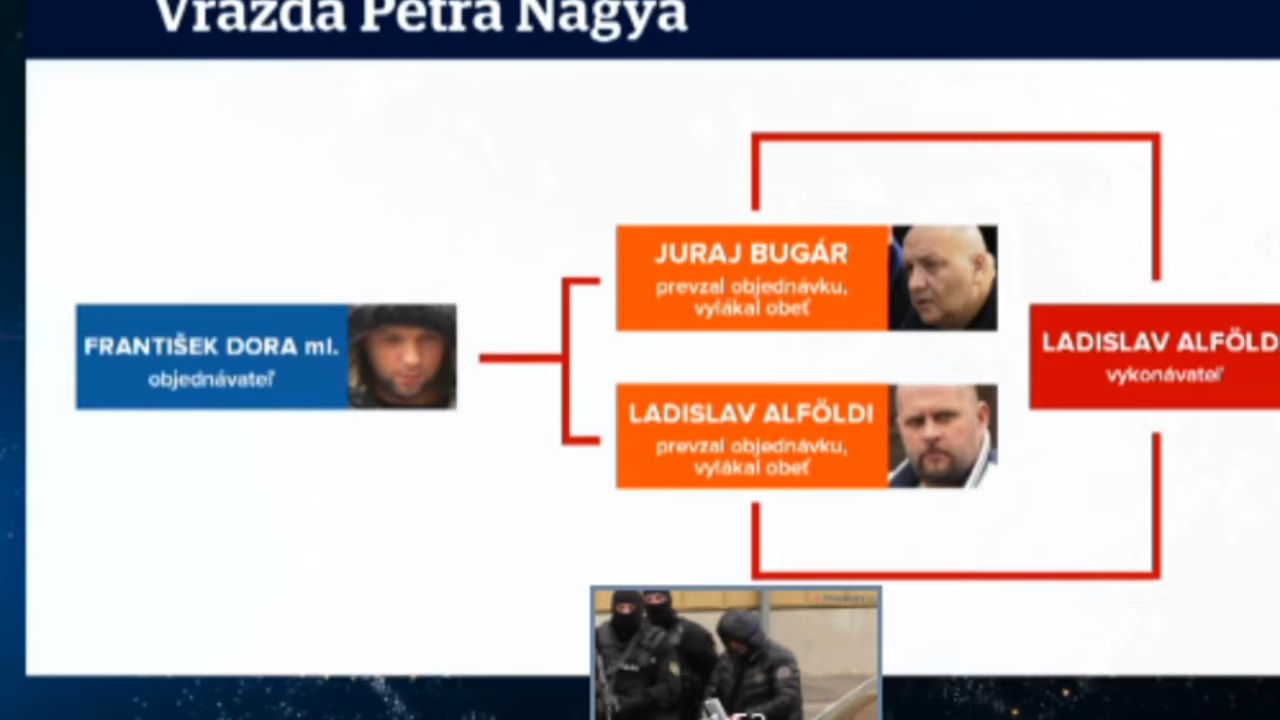 Vražda Petra Nagya
FRANTIŠEK DORA ml.
objednávateľ
JURAJ BUGÁR
prevzal objednávku,
vylákal obeť
LADISLAV ALFÖLDI
prevzal objednávku,
vylákal obeť
LADISLAV ALFÖLD
vykonávateľ